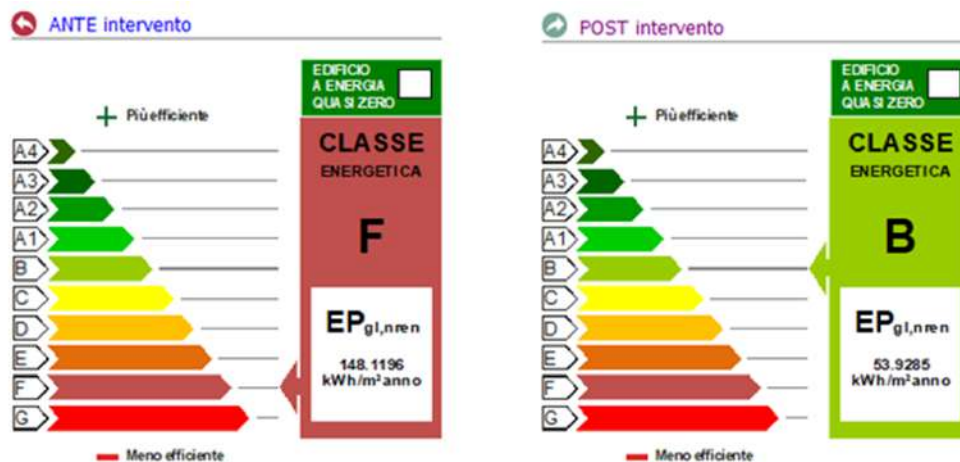 ANTE intervento
EDIFICIO
A ENERGIA
QUASI ZERO
Più efficiente
CLASSE
ENERGETICA
A4
A3
A2
A1
B
C
D
E
F
G
F
EPgl,nren
148.1196
kWh/m²anno
Meno efficiente
POST intervento
EDIFICIO
A ENERGIA
QUASI ZERO
Più efficiente
CLASSE
ENERGETICA
A4
A3
A2
A1
B
C
D
E
F
G
B
EPgl,nren
53.9285
kWh/m²anno
Meno efficiente